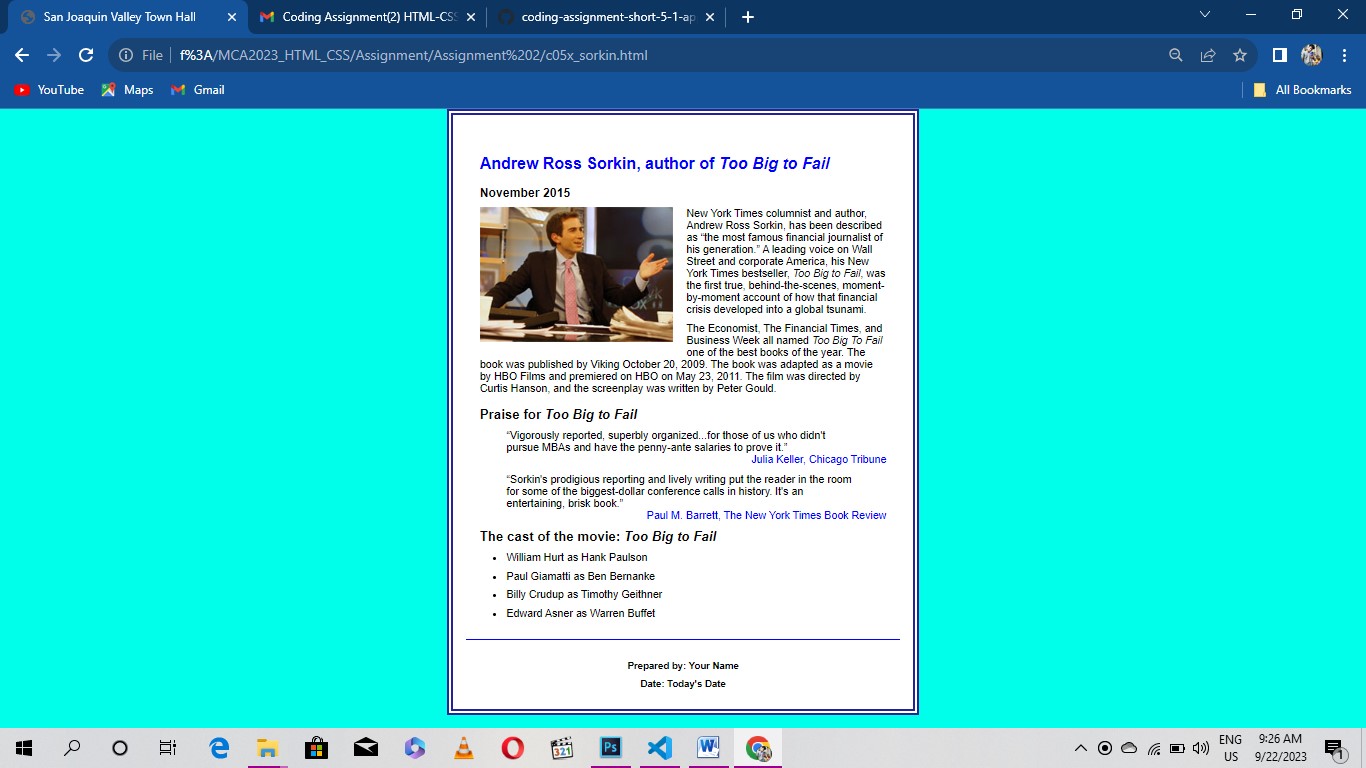 San Joaquin Valley Town Hall
Coding Assignment(2) HTML-CSS
coding-assignment-short-5-1-ap
File | f%3A/MCA2023_HTML_CSS/Assignment/Assignment%202/c05x_sorkin.html
YouTube Maps Gmail All Bookmarks
Andrew Ross Sorkin, author of Too Big to Fail
November 2015
New York Times columnist and author,
Andrew Ross Sorkin, has been described
as “the most famous financial journalist of
his generation.” A leading voice on Wall
Street and corporate America, his New
York Times bestseller, Too Big to Fail, was
the first true, behind-the-scenes, moment-
by-moment account of how that financial
crisis developed into a global tsunami.
The Economist, The Financial Times, and
Business Week all named Too Big To Fail
one of the best books of the year. The
book was published by Viking October 20, 2009. The book was adapted as a movie
by HBO Films and premiered on HBO on May 23, 2011. The film was directed by
Curtis Hanson, and the screenplay was written by Peter Gould.
Praise for Too Big to Fail
“Vigorously reported, superbly organized...for those of us who didn't
pursue MBAs and have the penny-ante salaries to prove it.”
Julia Keller, Chicago Tribune
“Sorkin's prodigious reporting and lively writing put the reader in the room
for some of the biggest-dollar conference calls in history. It's an
entertaining, brisk book.”
Paul M. Barrett, The New York Times Book Review
The cast of the movie: Too Big to Fail
• William Hurt as Hank Paulson
• Paul Giamatti as Ben Bernanke
• Billy Crudup as Timothy Geithner
• Edward Asner as Warren Buffet
Prepared by: Your Name
Date: Today's Date
321
Ps
W
ENG
US
9:26 AM
9/22/2023
1